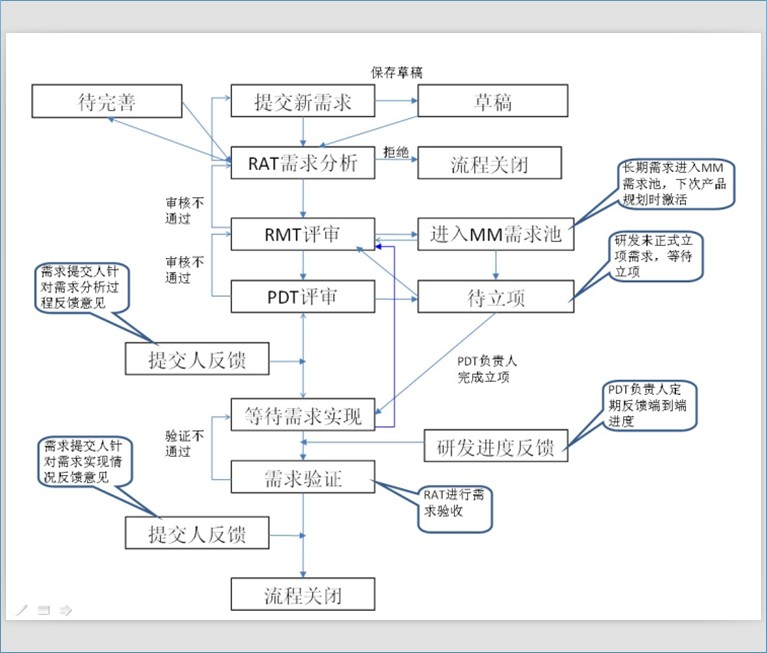 保存草稿
待完善
提交新需求
草稿
拒绝
RAT需求分析
流程关闭
长期需求进入MM
需求池，下次产品
规划时激活
审核不
通过
RMT评审
进入MM需求池
研发未正式立
项需求，等待
立项
审核不
通过
需求提交人针
对需求分析过
程反馈意见
PDT评审
待立项
提交人反馈
PDT负责人
完成立项
PDT负责人定
期反馈端到端
进度
等待需求实现
验证不
通过
研发进度反馈
需求提交人针
对需求实现情
况反馈意见
需求验证
RAT进行需
求验收
提交人反馈
流程关闭